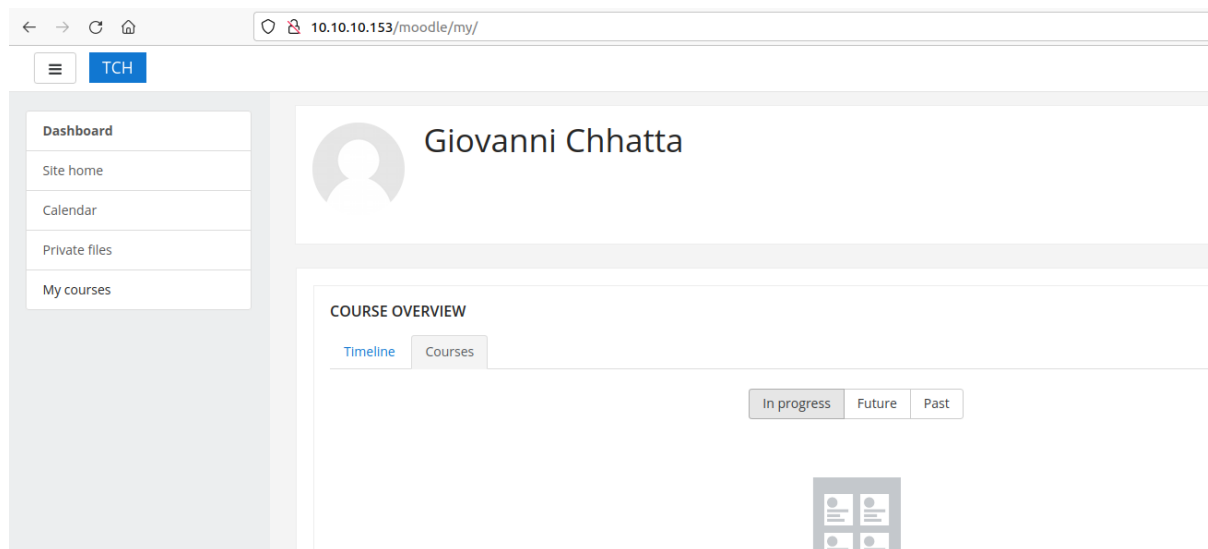 10.10.10.153/moodle/my/
TCH
Dashboard
Site home
Calendar
Private files
My courses
Giovanni Chhatta
COURSE OVERVIEW
Timeline Courses
In progress Future Past